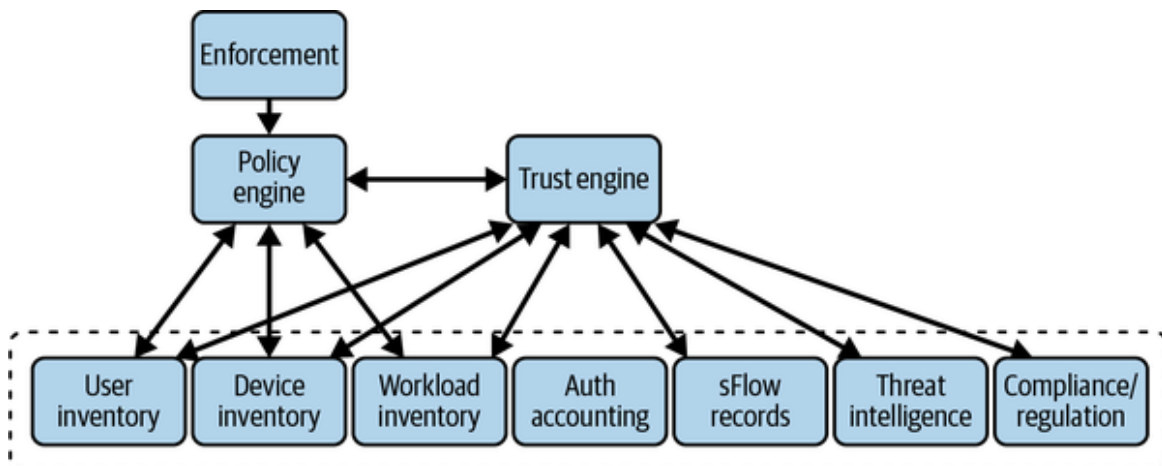 Enforcement
Policy
engine
Trust engine
User
inventory
Device
inventory
Workload
inventory
Auth
accounting
sFlow
records
Threat
intelligence
Compliance/
regulation